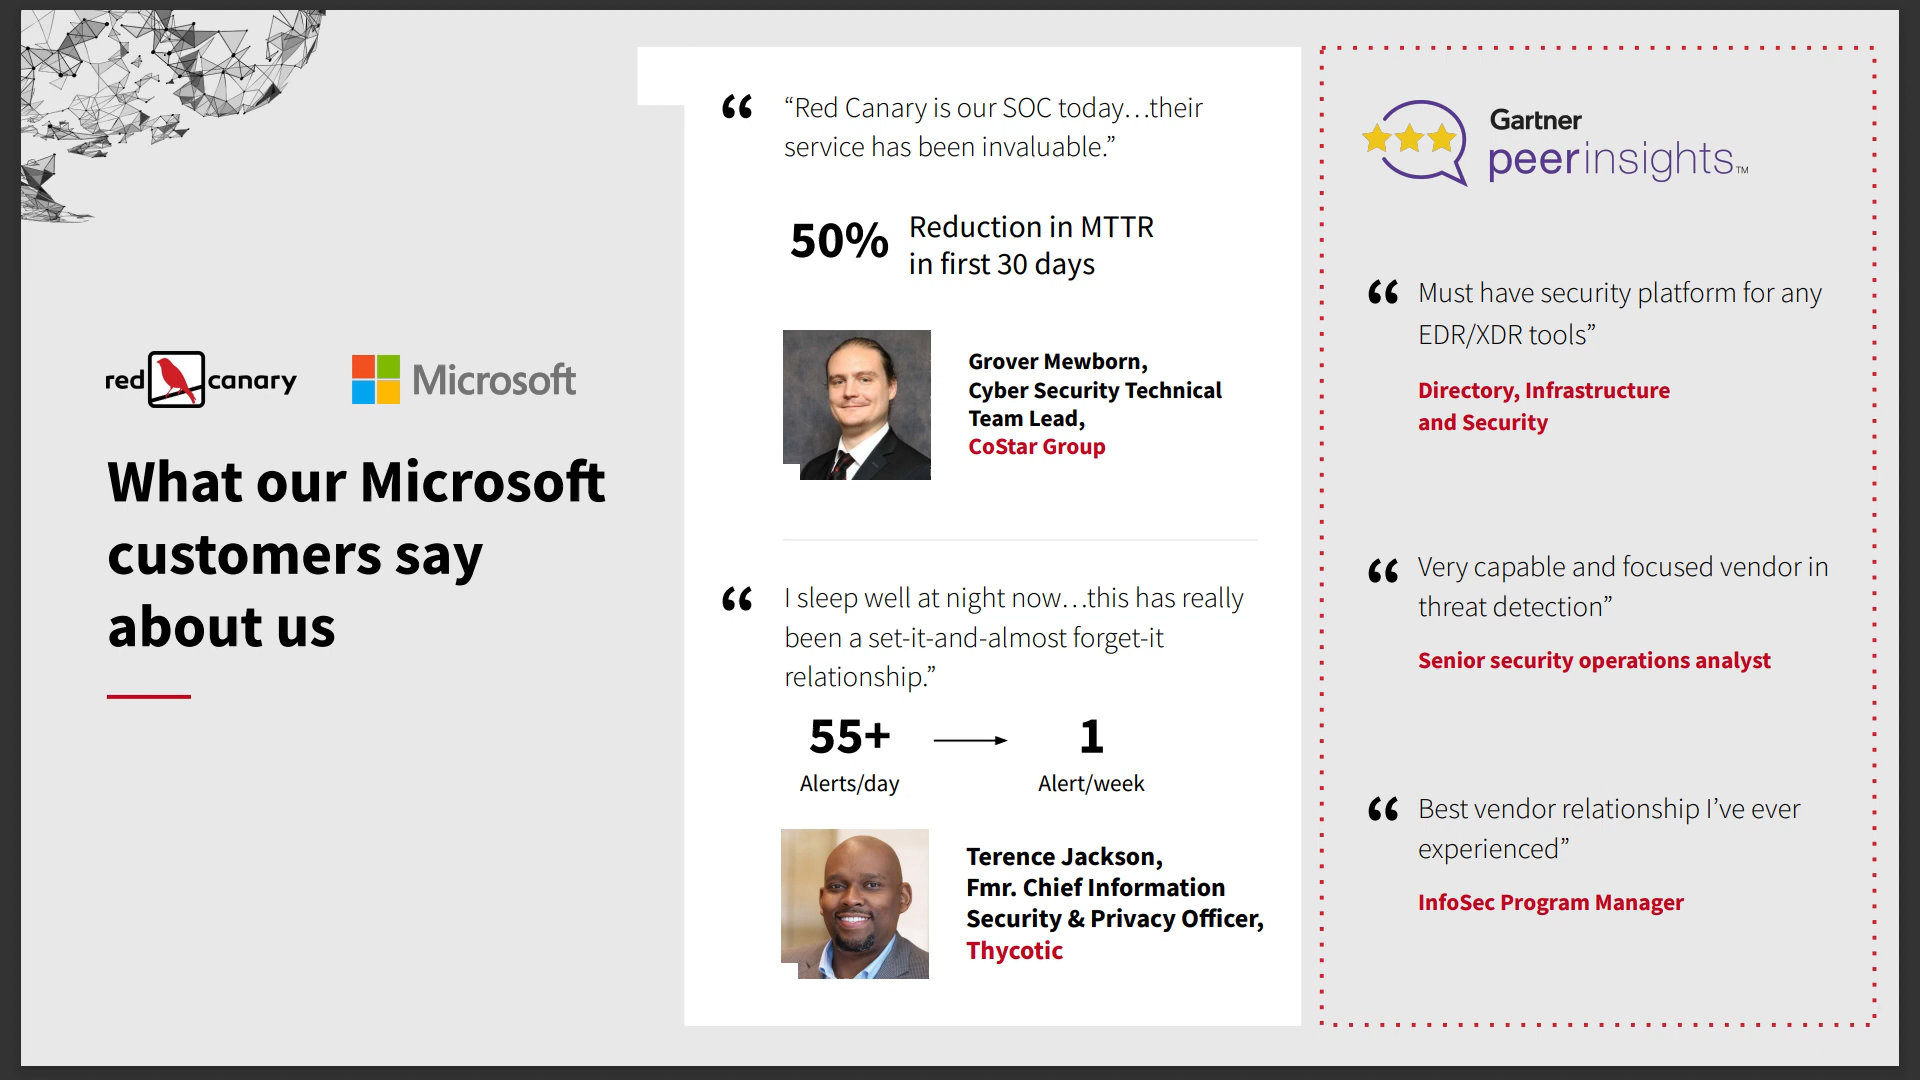 red canary
Microsoft
What our Microsoft
customers say
about us
“
“Red Canary is our SOC today…their
service has been invaluable.”
50%
Reduction in MTTR
in first 30 days
Grover Mewborn,
Cyber Security Technical
Team Lead,
CoStar Group
“
I sleep well at night now…this has really
been a set-it-and-almost forget-it
relationship.”
55+
Alerts/day
1
Alert/week
Terence Jackson,
Fmr. Chief Information
Security & Privacy Officer,
Thycotic
Gartner
peerinsights™
“
Must have security platform for any
EDR/XDR tools”
Directory, Infrastructure
and Security
“
Very capable and focused vendor in
threat detection”
Senior security operations analyst
“
Best vendor relationship I’ve ever
experienced”
InfoSec Program Manager